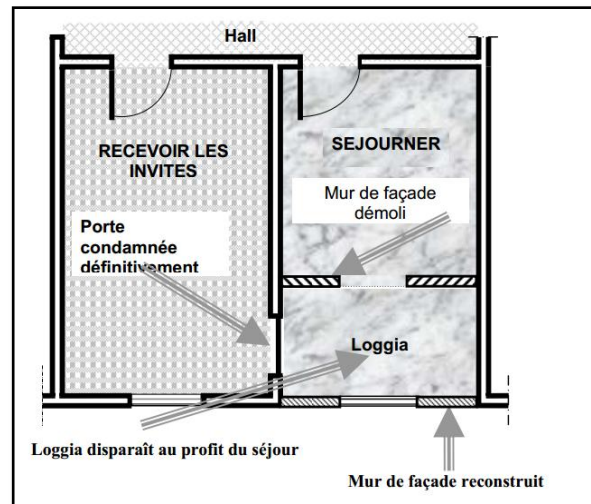 Hall
RECEVOIR LES
INVITES
SEJOURNER
Mur de façade
démoli
Porte
condamnée
définitivement
Loggia
Loggia disparaît au profit du séjour
Mur de façade reconstruit